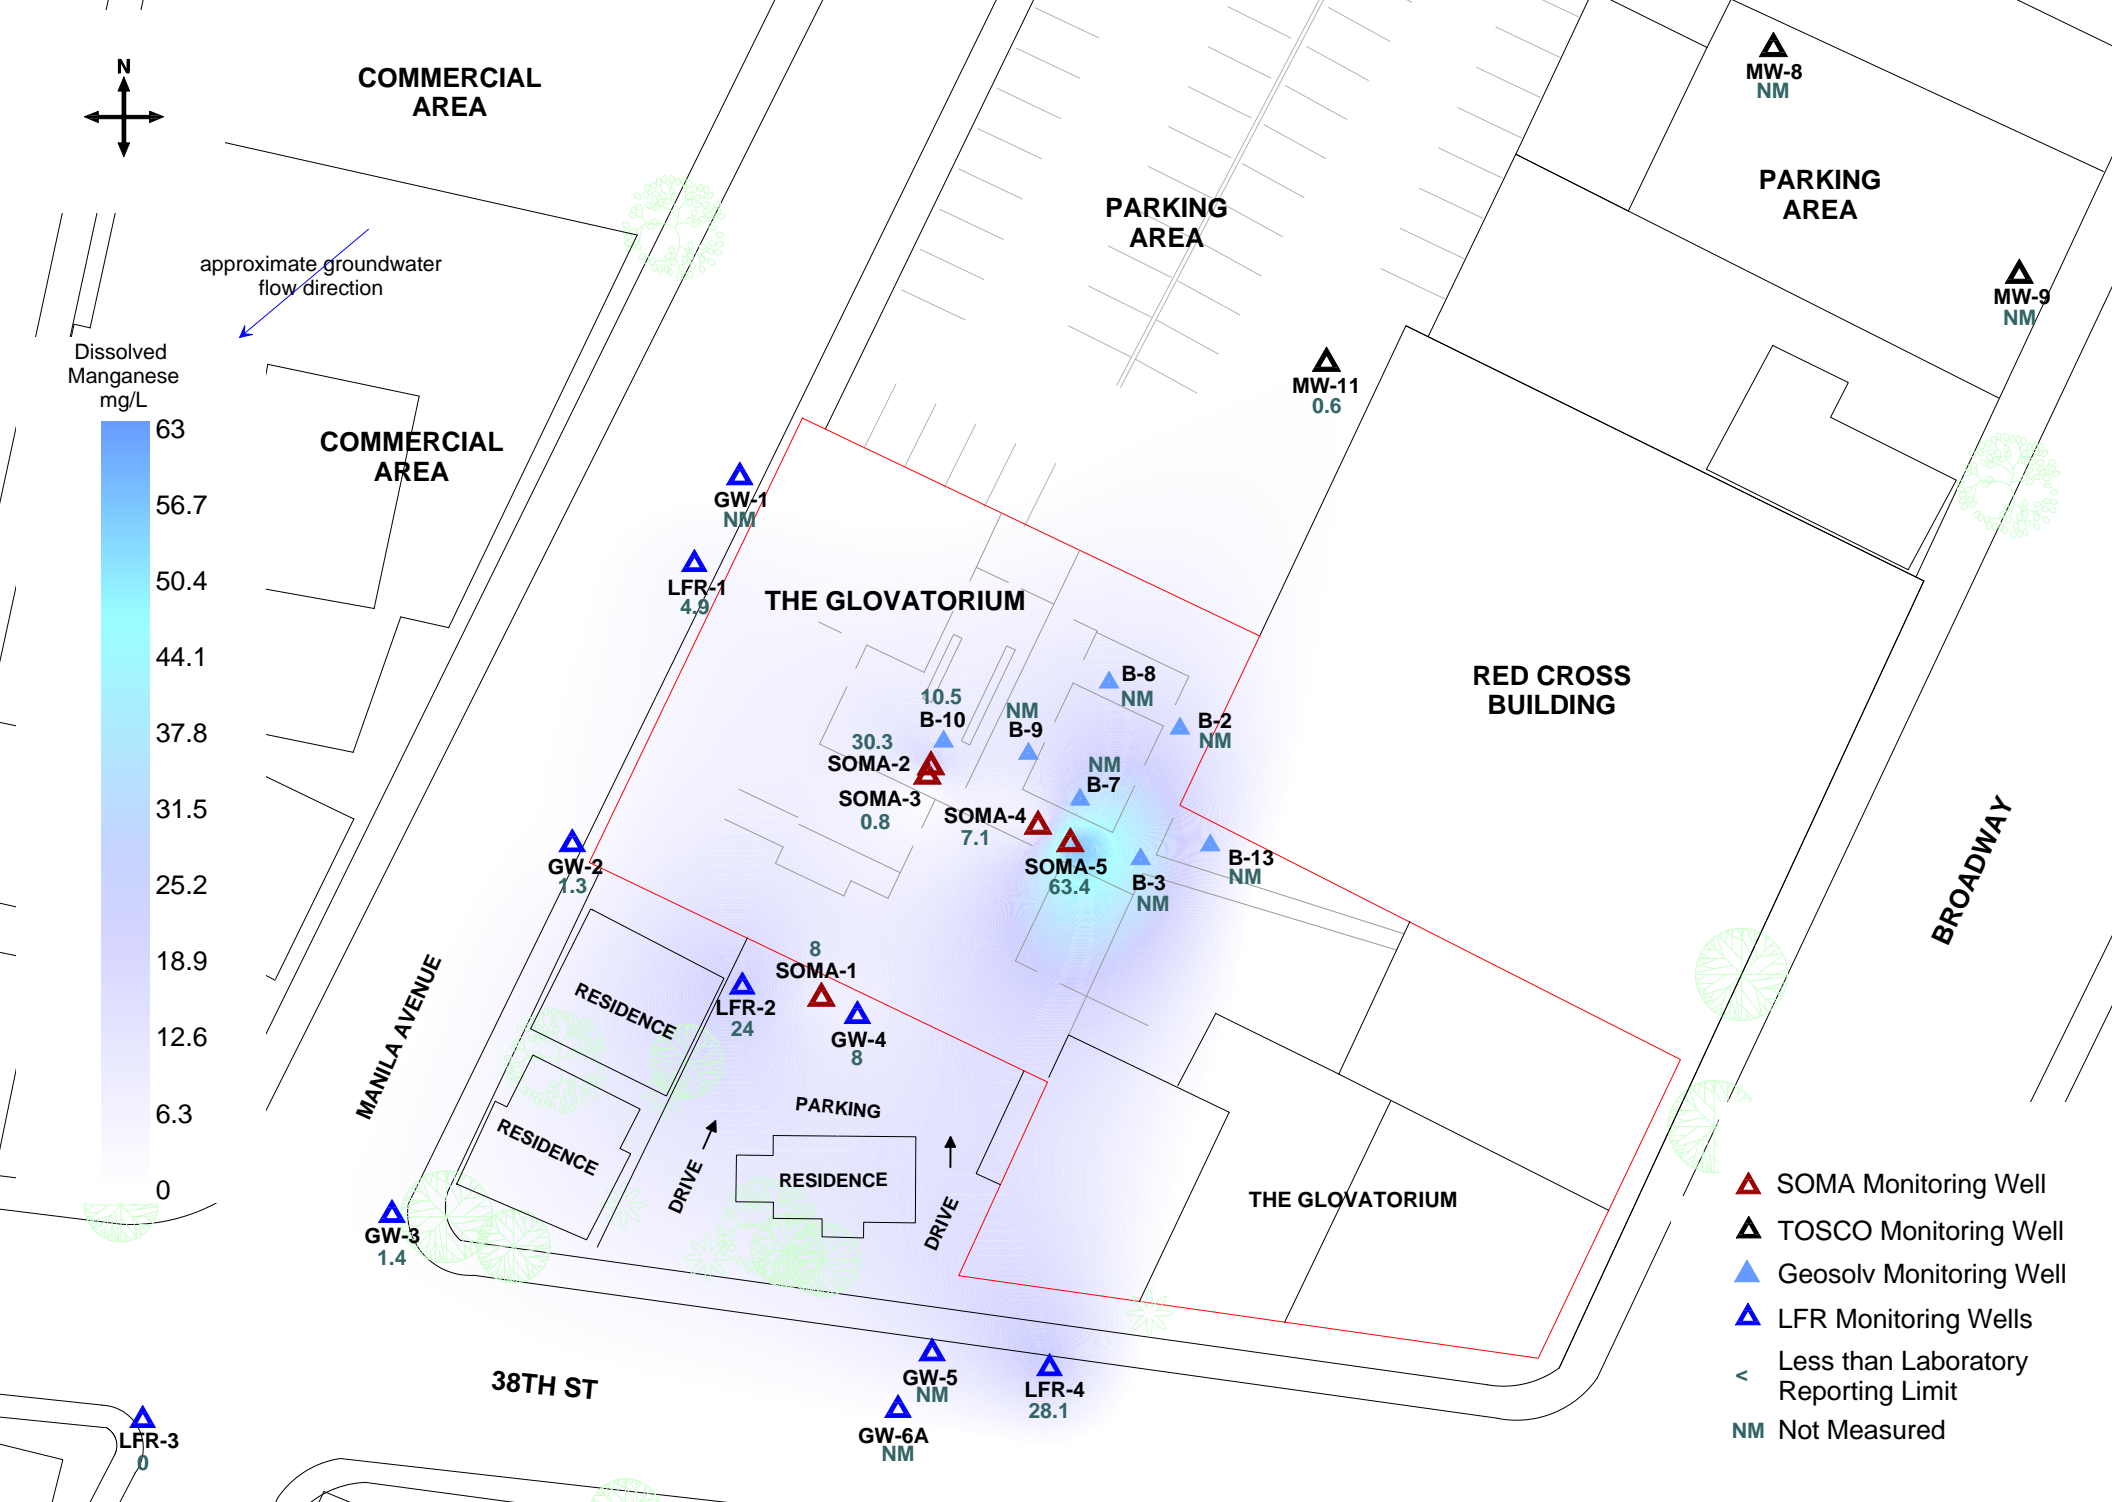 N
COMMERCIAL
AREA
MW-8
NM
PARKING
AREA
PARKING
AREA
approximate groundwater
flow direction
MW-9
NM
Dissolved
Manganese
mg/L
63
56.7
50.4
44.1
37.8
31.5
25.2
18.9
12.6
6.3
0
MW-11
0.6
COMMERCIAL
AREA
GW-1
NM
LFR-1
4.9
THE GLOVATORIUM
RED CROSS
BUILDING
B-8
NM
10.5
B-10
NM
B-9
B-2
NM
30.3
SOMA-2
NM
B-7
SOMA-3
0.8
SOMA-4
7.1
SOMA-5
63.4
B-13
NM
B-3
NM
GW-2
1.3
BROADWAY
MANILA AVENUE
8
SOMA-1
RESIDENCE
LFR-2
24
GW-4
8
PARKING
RESIDENCE
DRIVE
RESIDENCE
DRIVE
THE GLOVATORIUM
GW-3
1.4
GW-5
NM
LFR-4
28.1
38TH ST
GW-6A
NM
LFR-3
0
SOMA Monitoring Well
TOSCO Monitoring Well
Geosolv Monitoring Well
LFR Monitoring Wells
< Less than Laboratory
Reporting Limit
NM Not Measured